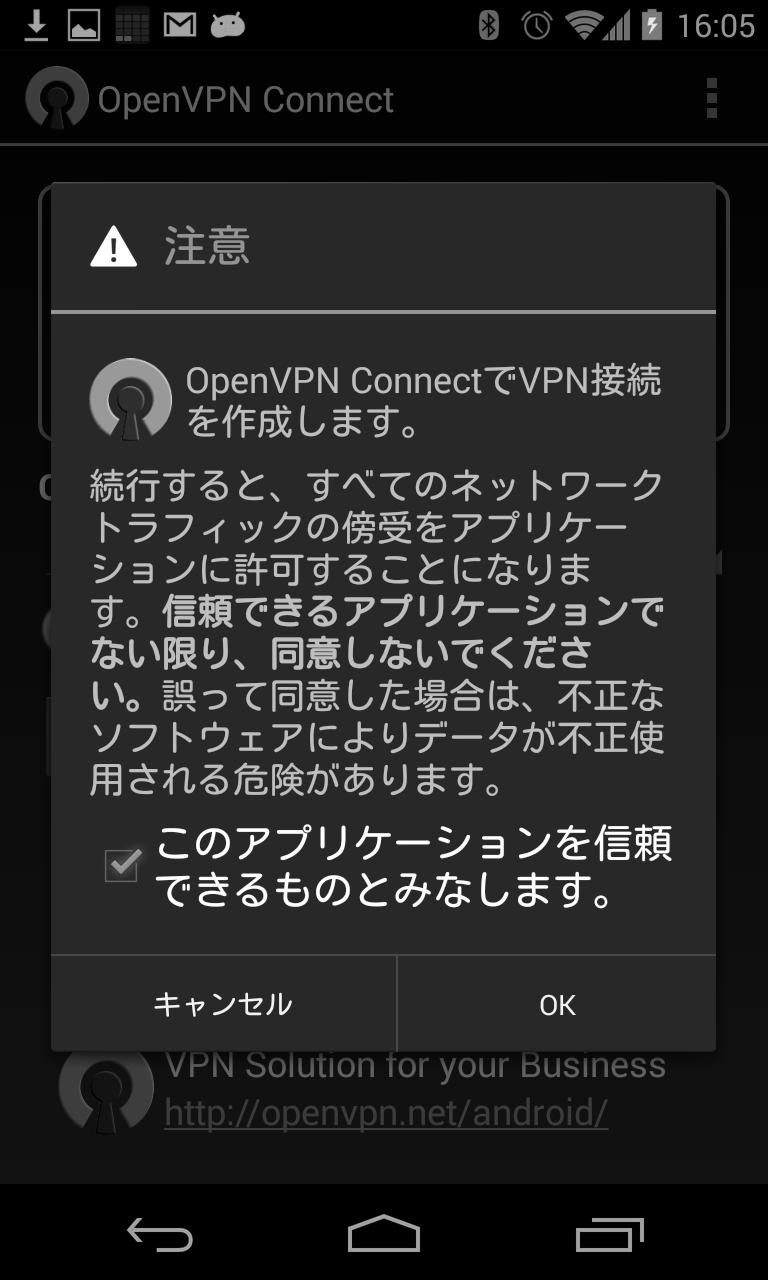 16:05
OpenVPN Connect
注意
OpenVPN ConnectでVPN接続
を作成します。
続行すると、すべてのネットワーク
トラフィックの傍受をアプリケー
ションに許可することになりま
す。信頼できるアプリケーションで
ない限り、同意しないでくださ
い。誤って同意した場合は、不正な
ソフトウェアによりデータが不正使
用される危険があります。
このアプリケーションを信頼
できるものとみなします。
キャンセル
OK
VPN Solution for your Business
http://openvpn.net/android/